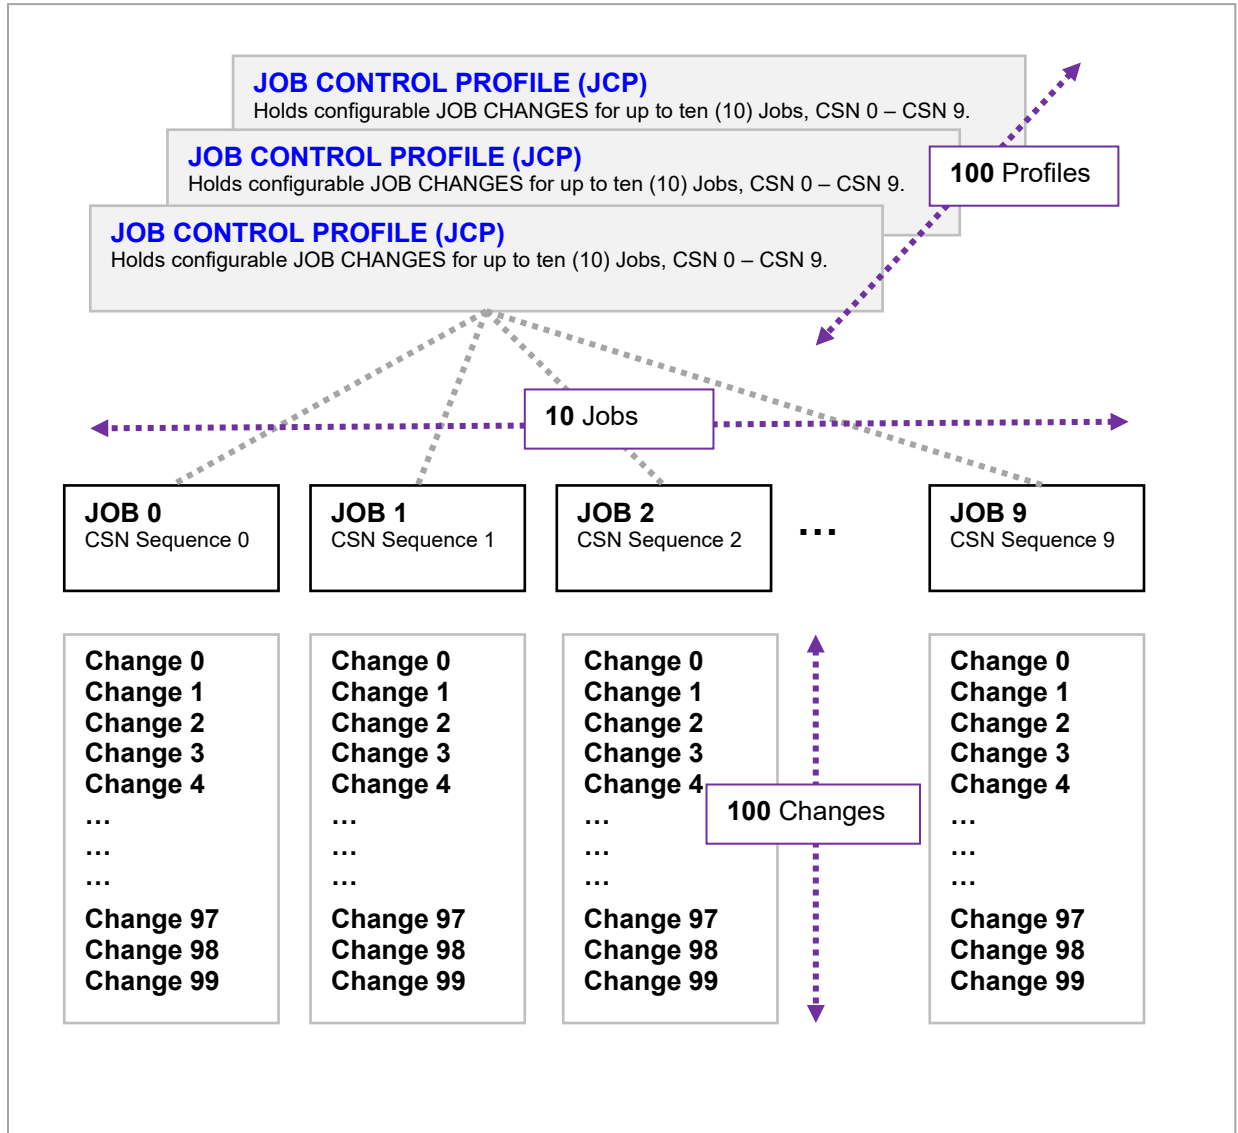 JOB CONTROL PROFILE (JCP)
Holds configurable JOB CHANGES for up to ten (10) Jobs, CSN 0 – CSN 9.
JOB CONTROL PROFILE (JCP)
Holds configurable JOB CHANGES for up to ten (10) Jobs, CSN 0 – CSN 9.
100 Profiles
JOB CONTROL PROFILE (JCP)
Holds configurable JOB CHANGES for up to ten (10) Jobs, CSN 0 – CSN 9.
10 Jobs
JOB 0
CSN Sequence 0
JOB 1
CSN Sequence 1
JOB 2
CSN Sequence 2
...
JOB 9
CSN Sequence 9
Change 0
Change 1
Change 2
Change 3
Change 4
...
...
...
Change 97
Change 98
Change 99
Change 0
Change 1
Change 2
Change 3
Change 4
...
...
...
Change 97
Change 98
Change 99
Change 0
Change 1
Change 2
Change 3
Change 4
...
...
...
Change 97
Change 98
Change 99
100 Changes
Change 0
Change 1
Change 2
Change 3
Change 4
...
...
...
Change 97
Change 98
Change 99